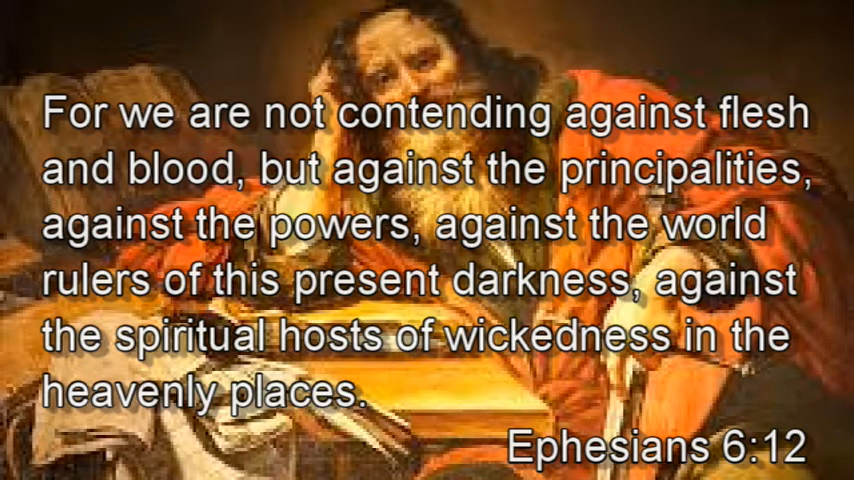 For we are not contending against flesh
and blood, but against the principalities,
against the powers, against the world
rulers of this present darkness, against
the spiritual hosts of wickedness in the
heavenly places.
Ephesians 6:12